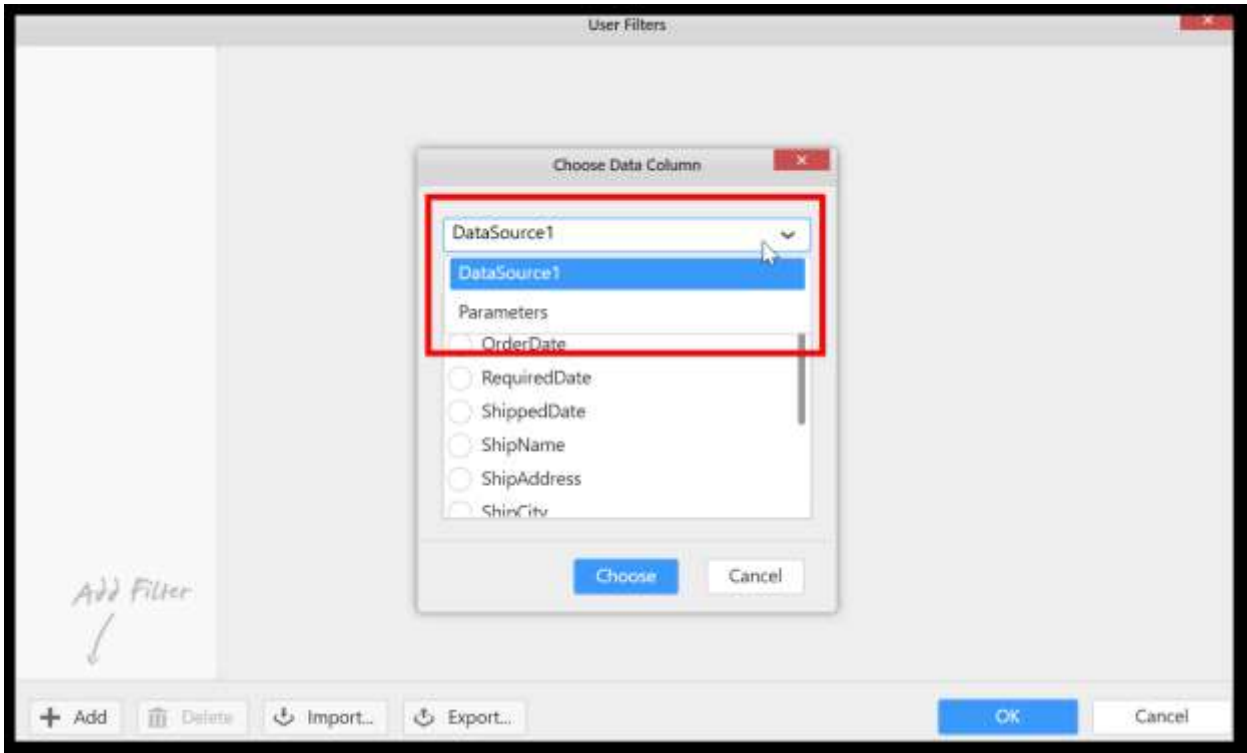 User Filters
Choose Data Column
DataSource1
DataSource1
Parameters
OrderDate
RequiredDate
ShippedDate
ShipName
ShipAddress
ShipCity
Choose Cancel
Add Filter
Add Delete Import... Export... OK Cancel